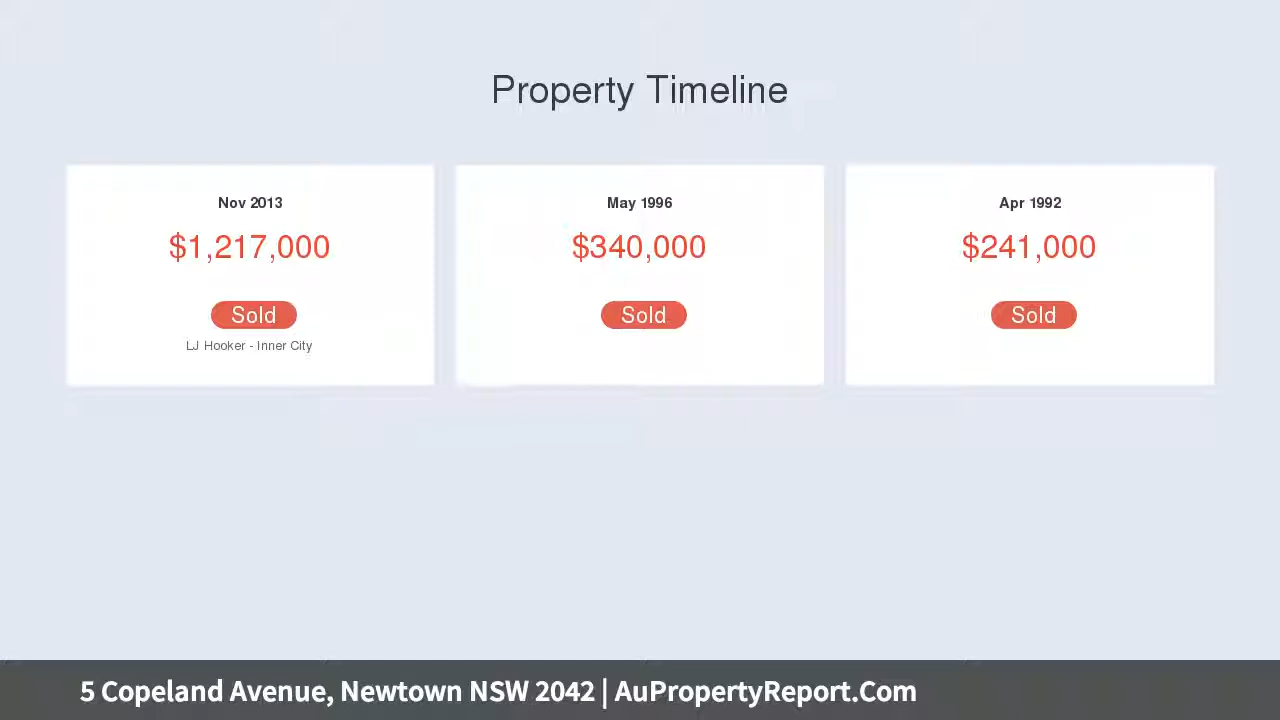 Property Timeline
Nov 2013
$1,217,000
Sold
LJ Hooker - Inner City
May 1996
$340,000
Sold
Apr 1992
$241,000
Sold
5 Copeland Avenue, Newtown NSW 2042 | AuPropertyReport.Com